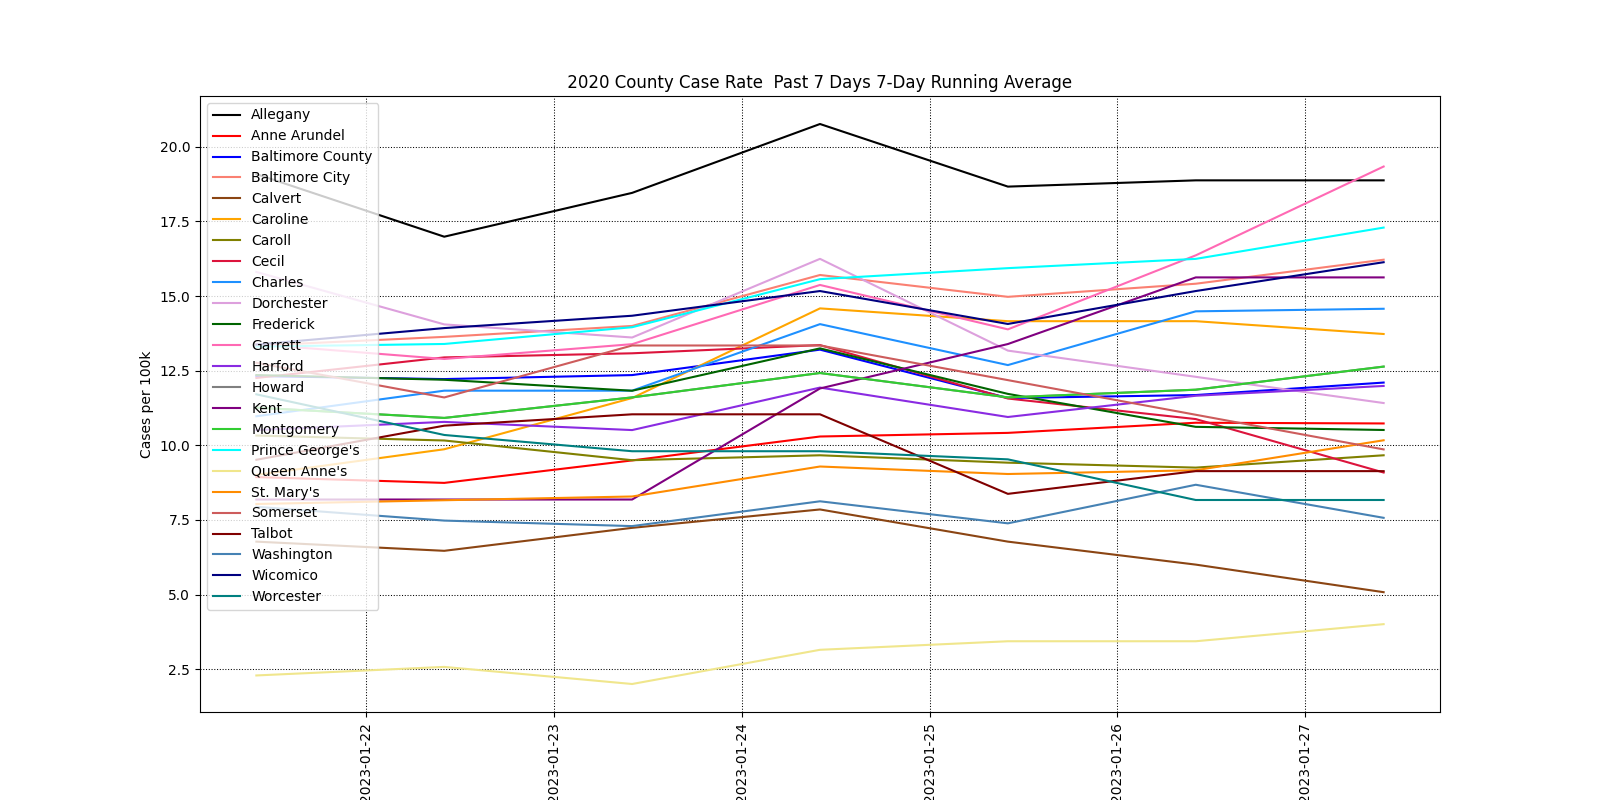 2020 County Case Rate  Past 7 Days 7-Day Running Average
Cases per 100k
20.0
17.5
15.0
12.5
10.0
7.5
5.0
2.5
Allegany
Anne Arundel
Baltimore County
Baltimore City
Calvert
Caroline
Caroll
Cecil
Charles
Dorchester
Frederick
Garrett
Harford
Howard
Kent
Montgomery
Prince George's
Queen Anne's
St. Mary's
Somerset
Talbot
Washington
Wicomico
Worcester
2023-01-22
2023-01-23
2023-01-24
2023-01-25
2023-01-26
2023-01-27